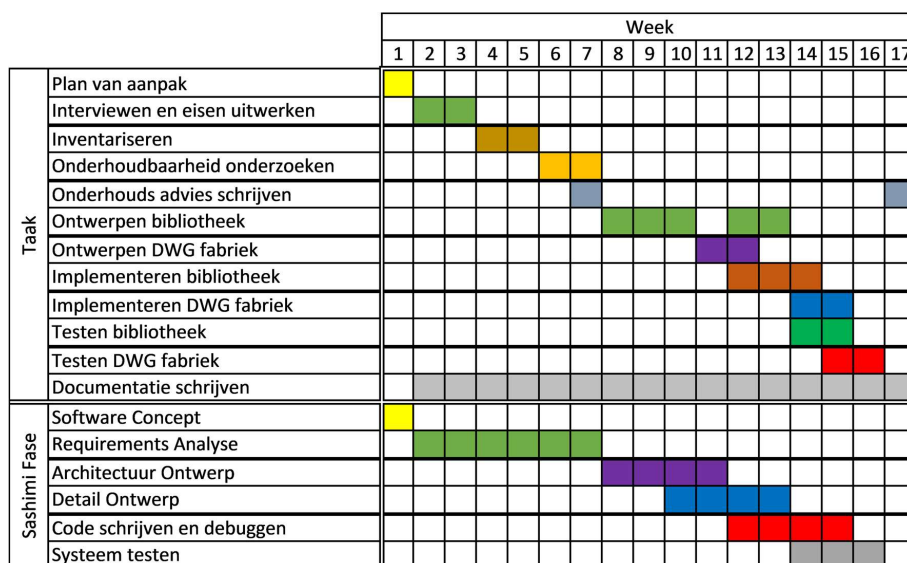 Week
1 2 3 4 5 6 7 8 9 10 11 12 13 14 15 16 17
Taak
Plan van aanpak
Interviewen en eisen uitwerken
Inventariseren
Onderhoudbaarheid onderzoeken
Onderhouds advies schrijven
Ontwerpen bibliotheek
Ontwerpen DWG fabriek
Implementeren bibliotheek
Implementeren DWG fabriek
Testen bibliotheek
Testen DWG fabriek
Documentatie schrijven
Sashimi Fase
Software Concept
Requirements Analyse
Architectuur Ontwerp
Detail Ontwerp
Code schrijven en debuggen
Systeem testen